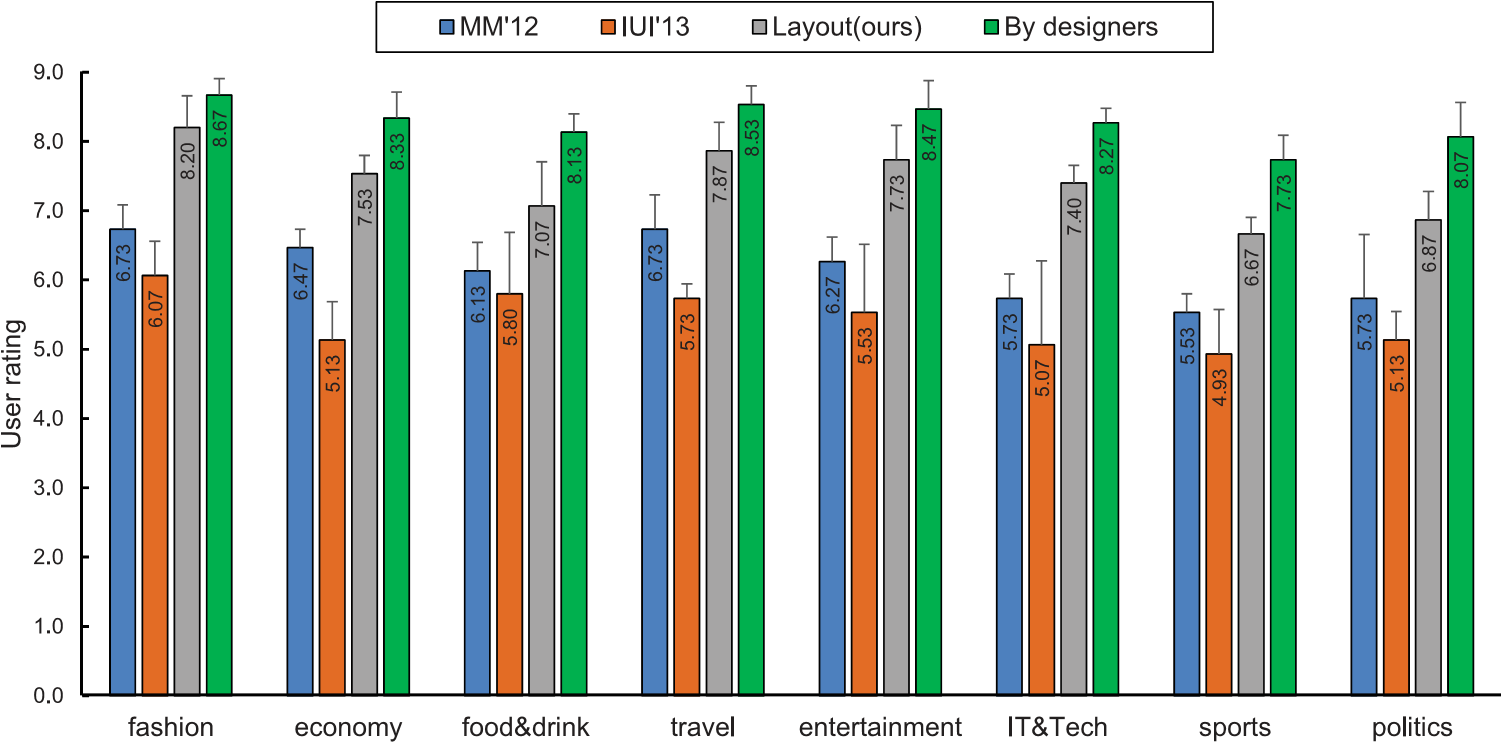 MM'12 IUI'13 Layout(ours) By designers
User rating
9.0
8.0
7.0
6.0
5.0
4.0
3.0
2.0
1.0
0.0
6.73 6.07 8.20 8.67
6.47 5.13 7.53 8.33
6.13 5.80 7.07 8.13
6.73 5.73 7.87 8.53
6.27 5.53 7.73 8.47
5.73 5.07 7.40 8.27
5.53 4.93 6.67 7.73
5.73 5.13 6.87 8.07
fashion economy food&drink travel entertainment IT&Tech sports politics